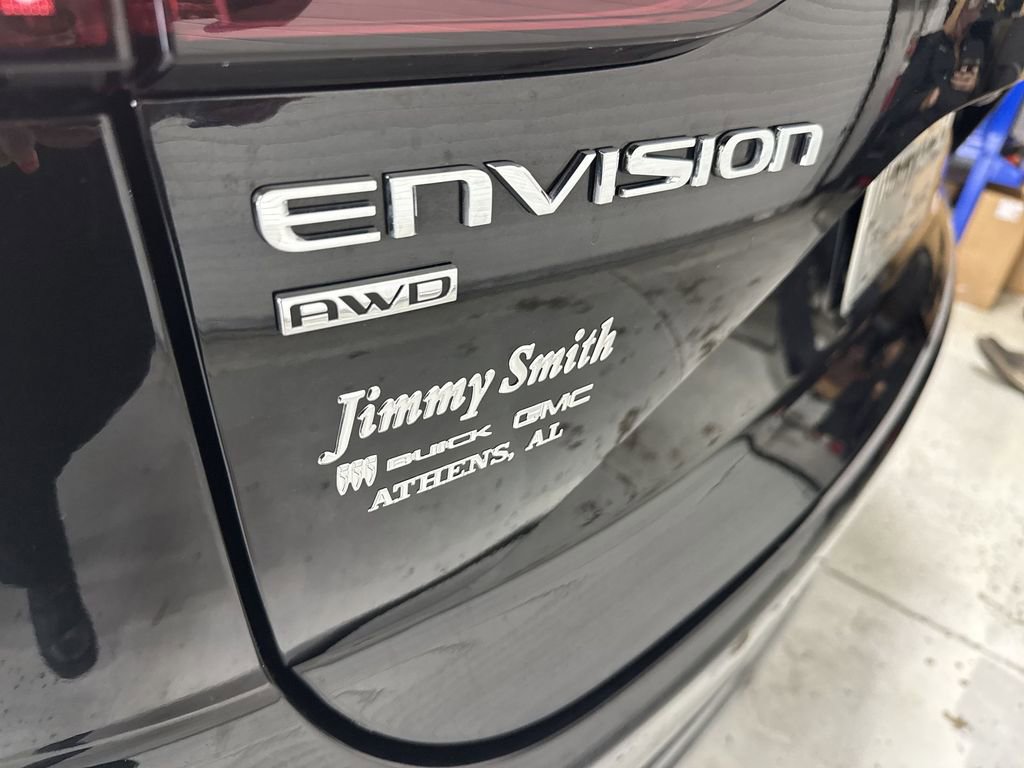 ENVISION
AWD
Jimmy Smith
BUICK GMC
ATHENS, AL